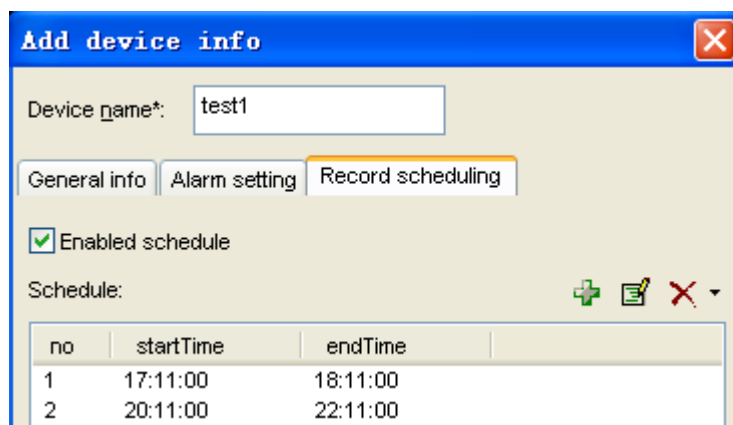 Add device info
Device name*: test1
General info Alarm setting Record scheduling
Enabled schedule
Schedule:
no startTime endTime
1 17:11:00 18:11:00
2 20:11:00 22:11:00